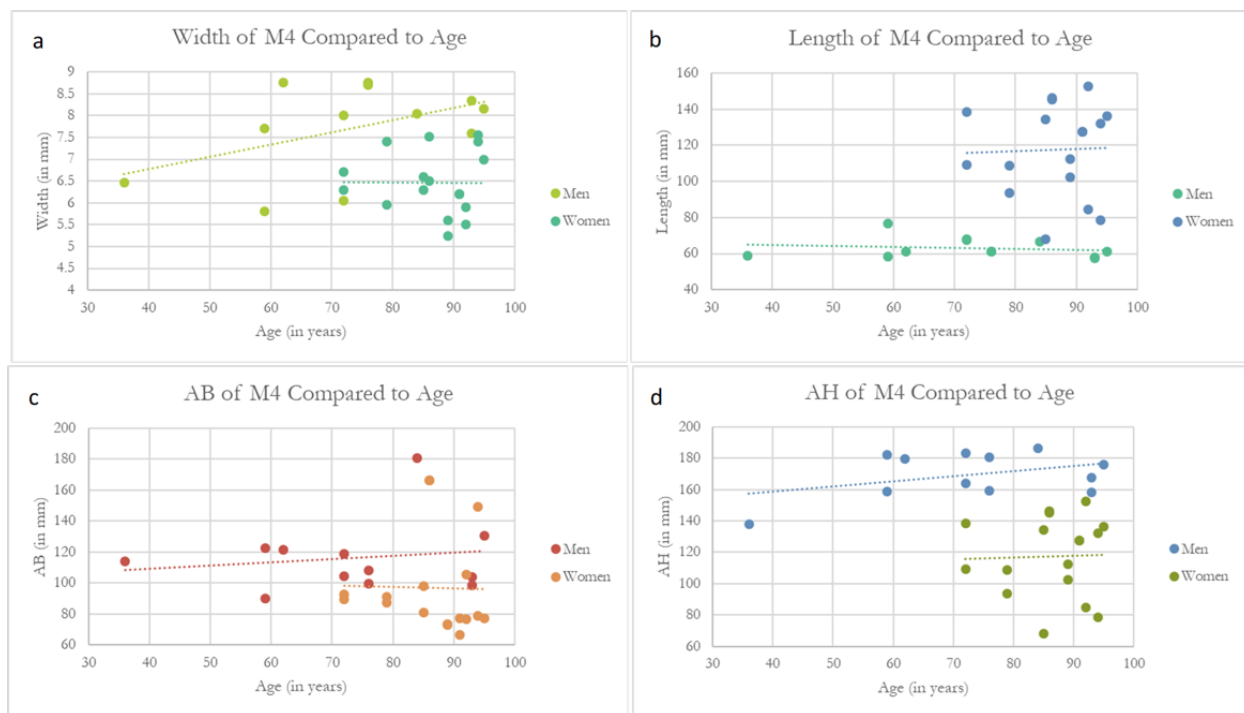 a
Width of M4 Compared to Age
9
8.5
8
7.5
7
6.5
6
5.5
5
4.5
4
Width (in mm)
30 40 50 60 70 80 90 100
Age (in years)
Men
Women
b
Length of M4 Compared to Age
160
140
120
100
80
60
40
Length (in mm)
30 40 50 60 70 80 90 100
Age (in years)
Men
Women
c
AB of M4 Compared to Age
200
180
160
140
120
100
80
60
AB (in mm)
30 40 50 60 70 80 90 100
Age (in years)
Men
Women
d
AH of M4 Compared to Age
200
180
160
140
120
100
80
60
AH (in mm)
30 40 50 60 70 80 90 100
Age (in years)
Men
Women